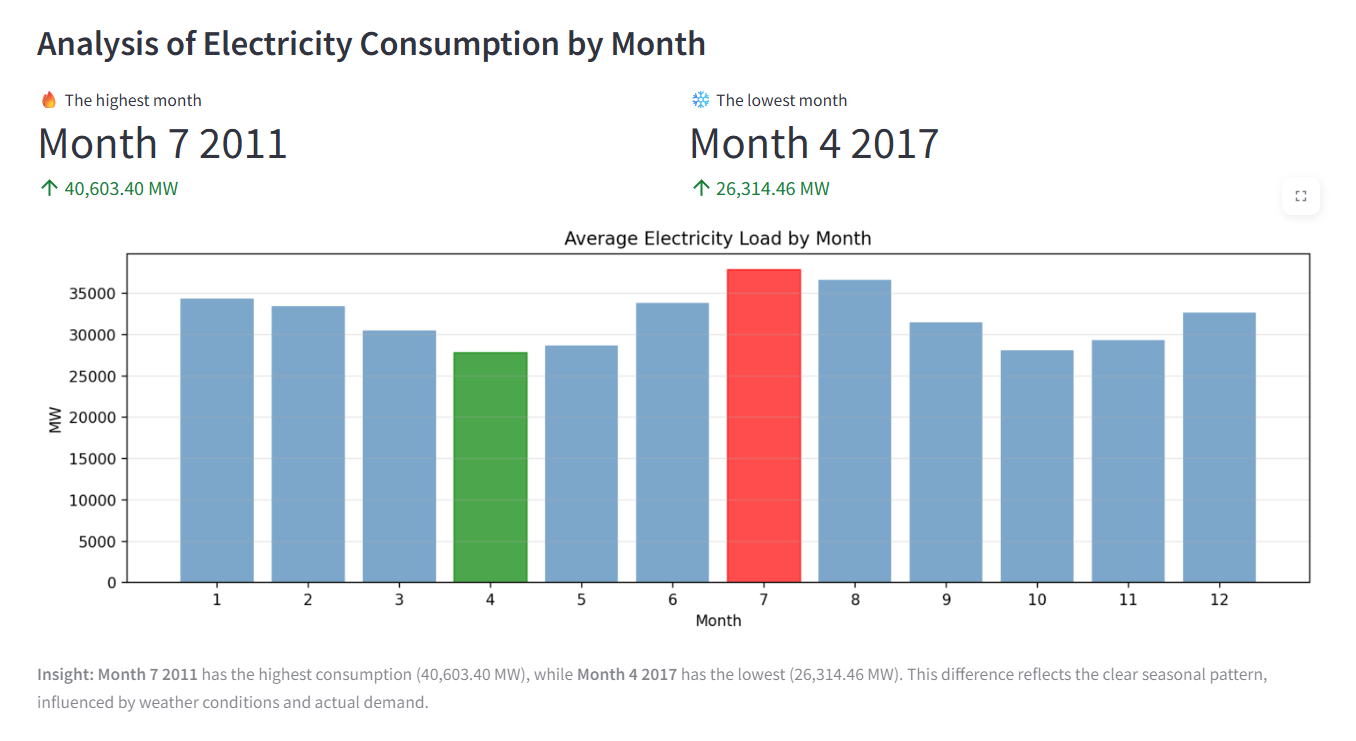 Analysis of Electricity Consumption by Month
🔥 The highest month
Month 7 2011
↑ 40,603.40 MW
❄️ The lowest month
Month 4 2017
↑ 26,314.46 MW
Average Electricity Load by Month
MW
35000
30000
25000
20000
15000
10000
5000
0
1 2 3 4 5 6 7 8 9 10 11 12
Month
Insight: Month 7 2011 has the highest consumption (40,603.40 MW), while Month 4 2017 has the lowest (26,314.46 MW). This difference reflects the clear seasonal pattern,
influenced by weather conditions and actual demand.